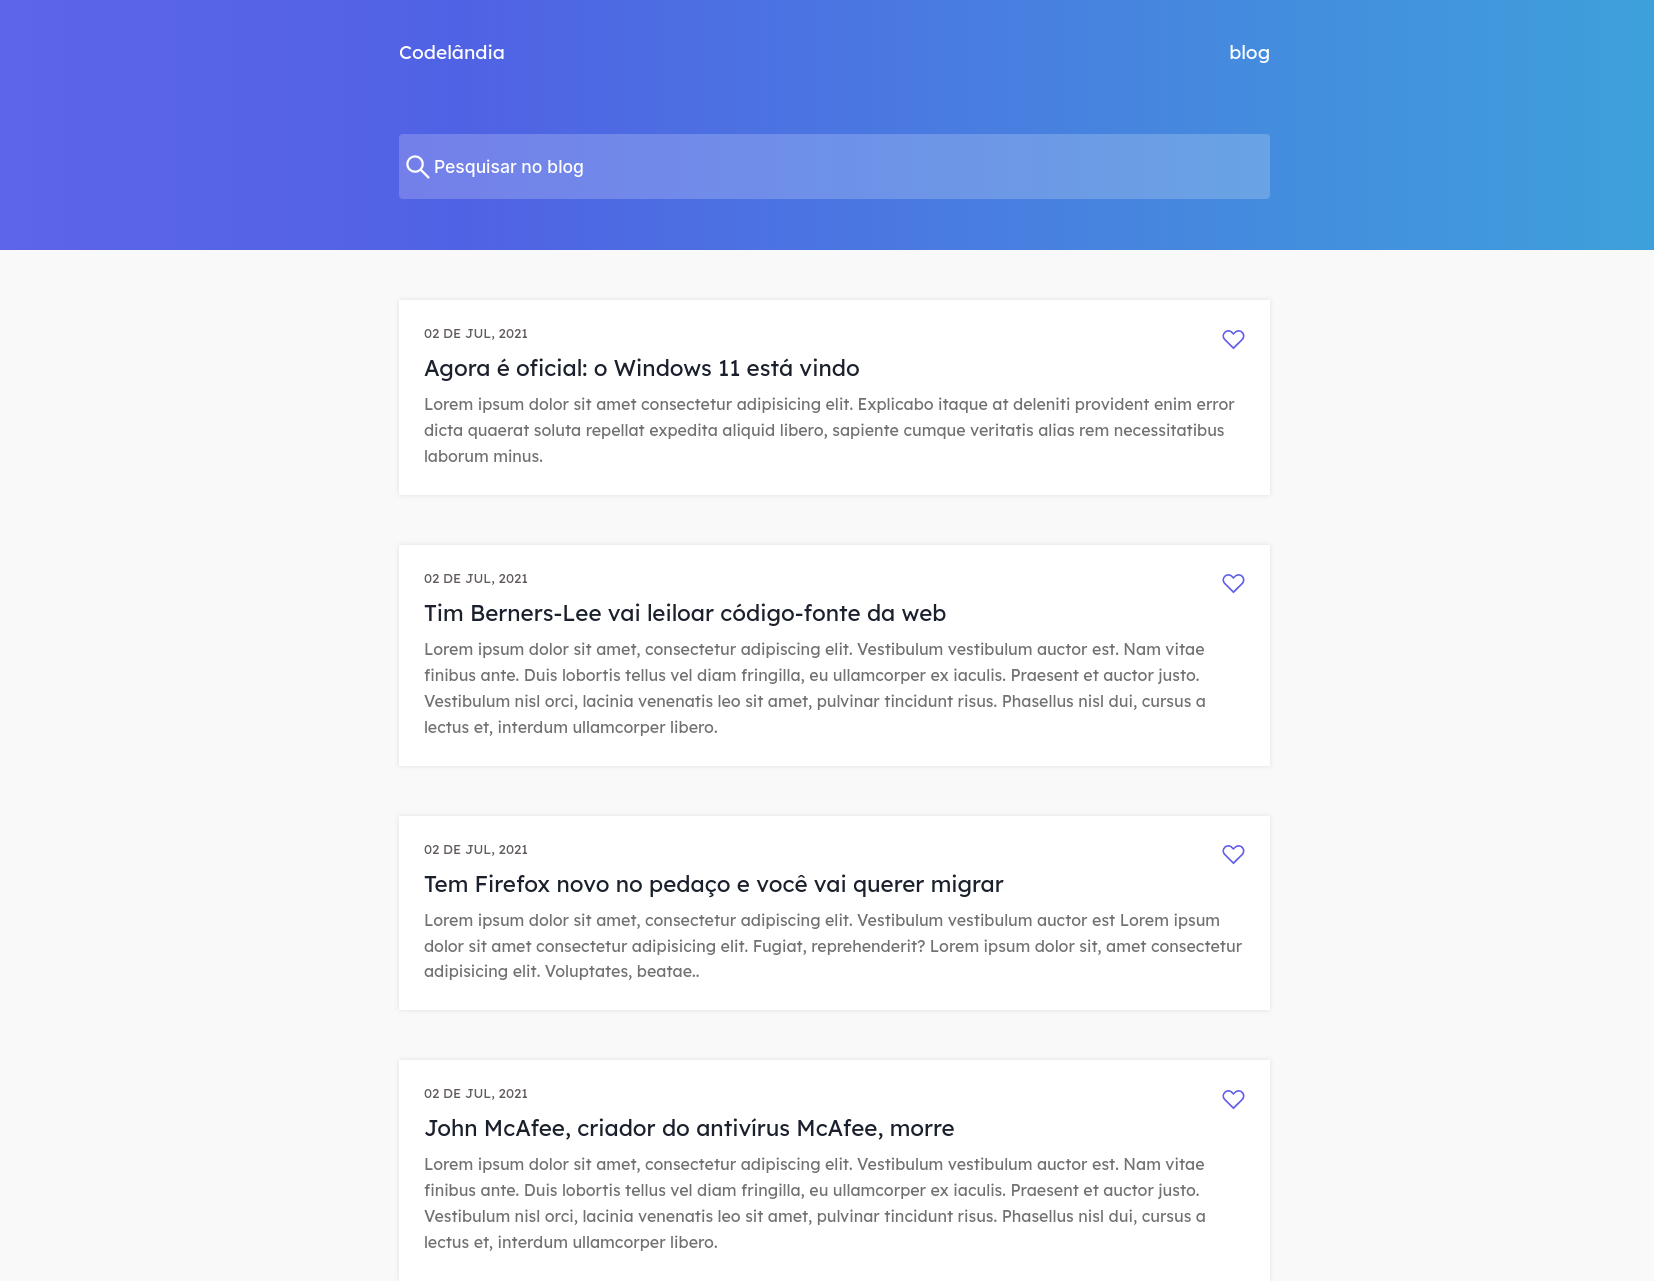 Codelândia
blog
Pesquisar no blog
02 DE JUL, 2021
Agora é oficial: o Windows 11 está vindo
Lorem ipsum dolor sit amet consectetur adipisicing elit. Explicabo itaque at deleniti provident enim error
dicta quaerat soluta repellat expedita aliquid libero, sapiente cumque veritatis alias rem necessitatibus
laborum minus.
02 DE JUL, 2021
Tim Berners-Lee vai leiloar código-fonte da web
Lorem ipsum dolor sit amet, consectetur adipiscing elit. Vestibulum vestibulum auctor est. Nam vitae
finibus ante. Duis lobortis tellus vel diam fringilla, eu ullamcorper ex iaculis. Praesent et auctor justo.
Vestibulum nisl orci, lacinia venenatis leo sit amet, pulvinar tincidunt risus. Phasellus nisl dui, cursus a
lectus et, interdum ullamcorper libero.
02 DE JUL, 2021
Tem Firefox novo no pedaço e você vai querer migrar
Lorem ipsum dolor sit amet, consectetur adipiscing elit. Vestibulum vestibulum auctor est Lorem ipsum
dolor sit amet consectetur adipisicing elit. Fugiat, reprehenderit? Lorem ipsum dolor sit, amet consectetur
adipisicing elit. Voluptates, beatae..
02 DE JUL, 2021
John McAfee, criador do antivírus McAfee, morre
Lorem ipsum dolor sit amet, consectetur adipiscing elit. Vestibulum vestibulum auctor est. Nam vitae
finibus ante. Duis lobortis tellus vel diam fringilla, eu ullamcorper ex iaculis. Praesent et auctor justo.
Vestibulum nisl orci, lacinia venenatis leo sit amet, pulvinar tincidunt risus. Phasellus nisl dui, cursus a
lectus et, interdum ullamcorper libero.